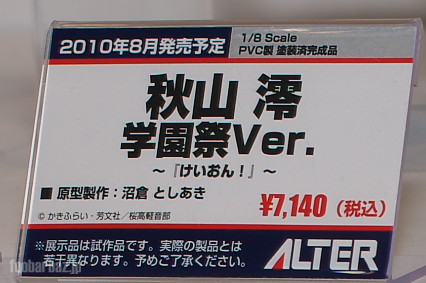 2010年8月発売予定
1/8 Scale
PVC製 塗装済完成品
秋山 澪
学園祭Ver.
～『けいおん！』～
■ 原型製作：沼倉 としあき
¥7,140（税込）
© かきふらい・芳文社／桜高軽音部
※展示品は試作品です。実際の製品とは
若干異なります。予めご了承ください。
ALTER
foobarbaz.jp